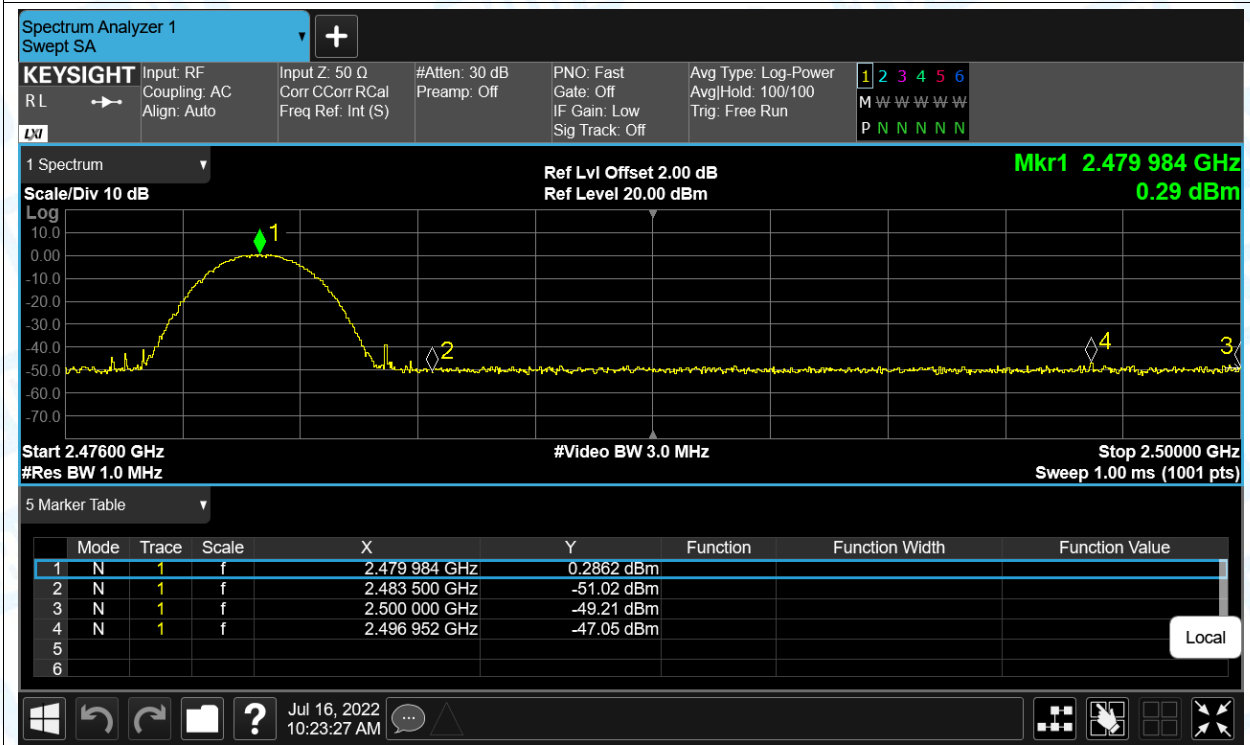 Spectrum Analyzer 1
Swept SA
KEYSIGHT Input: RF Input Z: 50 Ω #Atten: 30 dB PNO: Fast Avg Type: Log-Power 1 2 3 4 5 6
R L Coupling: AC Corr CCorr RCal Preamp: Off Gate: Off Avg|Hold: 100/100 M W W W W W W
Align: Auto Freq Ref: Int (S) IF Gain: Low Trig: Free Run
LXI Sig Track: Off P N N N N N
1 Spectrum Ref Lvl Offset 2.00 dB Mkr1 2.479 984 GHz
Scale/Div 10 dB Ref Level 20.00 dBm 0.29 dBm
Log
10.0 1
0.00
-10.0
-20.0
-30.0
-40.0 2 4 3
-50.0
-60.0
-70.0
Start 2.47600 GHz #Video BW 3.0 MHz Stop 2.50000 GHz
#Res BW 1.0 MHz Sweep 1.00 ms (1001 pts)
5 Marker Table
Mode Trace Scale X Y Function Function Width Function Value
1 N 1 f 2.479 984 GHz 0.2862 dBm
2 N 1 f 2.483 500 GHz -51.02 dBm
3 N 1 f 2.500 000 GHz -49.21 dBm
4 N 1 f 2.496 952 GHz -47.05 dBm
5
6
Local
? Jul 16, 2022
10:23:27 AM